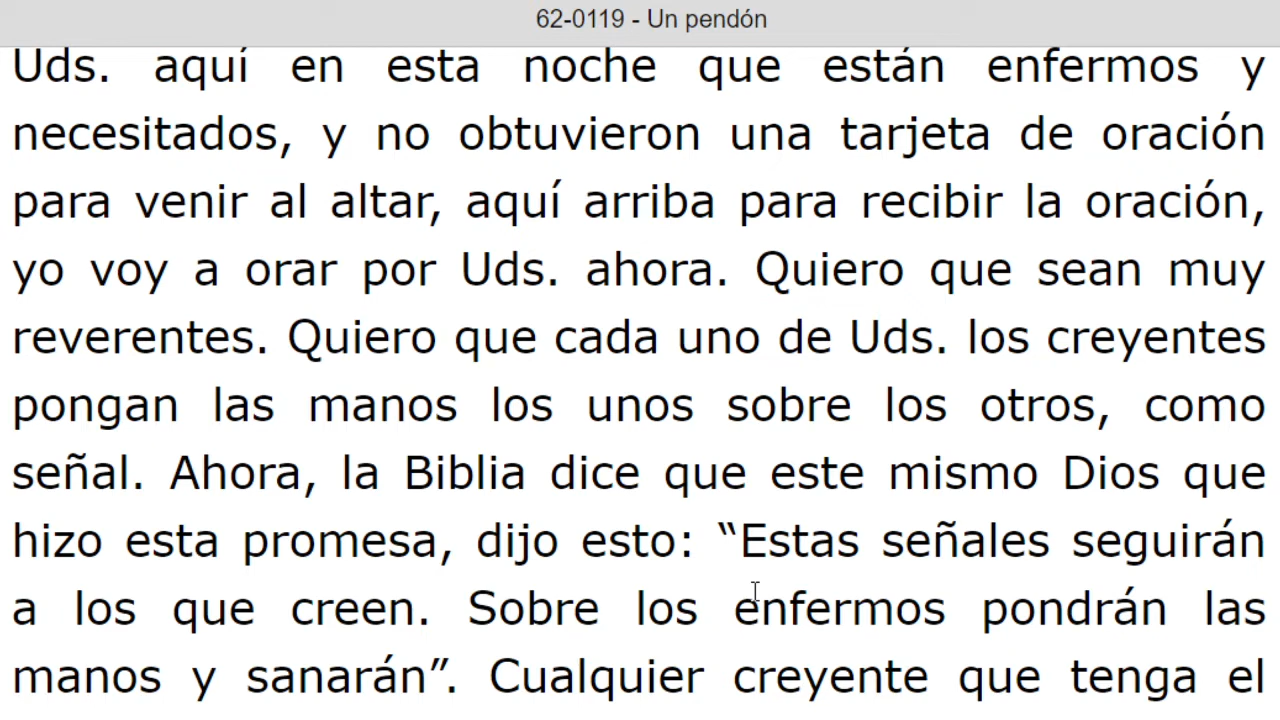 62-0119 - Un pendón
Uds. aquí en esta noche que están enfermos y
necesitados, y no obtuvieron una tarjeta de oración
para venir al altar, aquí arriba para recibir la oración,
yo voy a orar por Uds. ahora. Quiero que sean muy
reverentes. Quiero que cada uno de Uds. los creyentes
pongan las manos los unos sobre los otros, como
señal. Ahora, la Biblia dice que este mismo Dios que
hizo esta promesa, dijo esto: “Estas señales seguirán
a los que creen. Sobre los enfermos pondrán las
manos y sanarán”. Cualquier creyente que tenga el